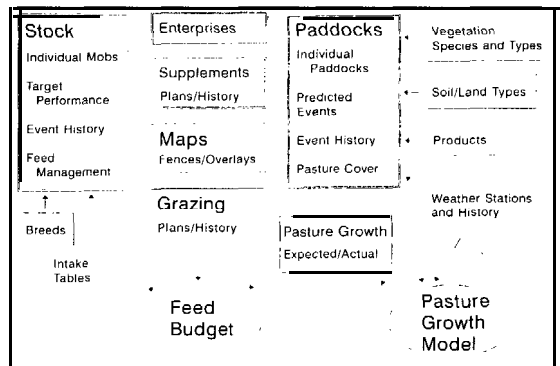 Stock
Individual Mobs
Target
Performance
Event History
Feed
Management
Breeds
Intake
Tables
Enterprises
Supplements
Plans/History
Maps
Fences/Overlays
Grazing
Plans/History
Feed
Budget
Paddocks
Individual
Paddocks
Predicted
Events
Event History
Pasture Cover
Pasture Growth
Expected/Actual
Vegetation
Species and Types
Soil/Land Types
Products
Weather Stations
and History
Pasture
Growth
Model